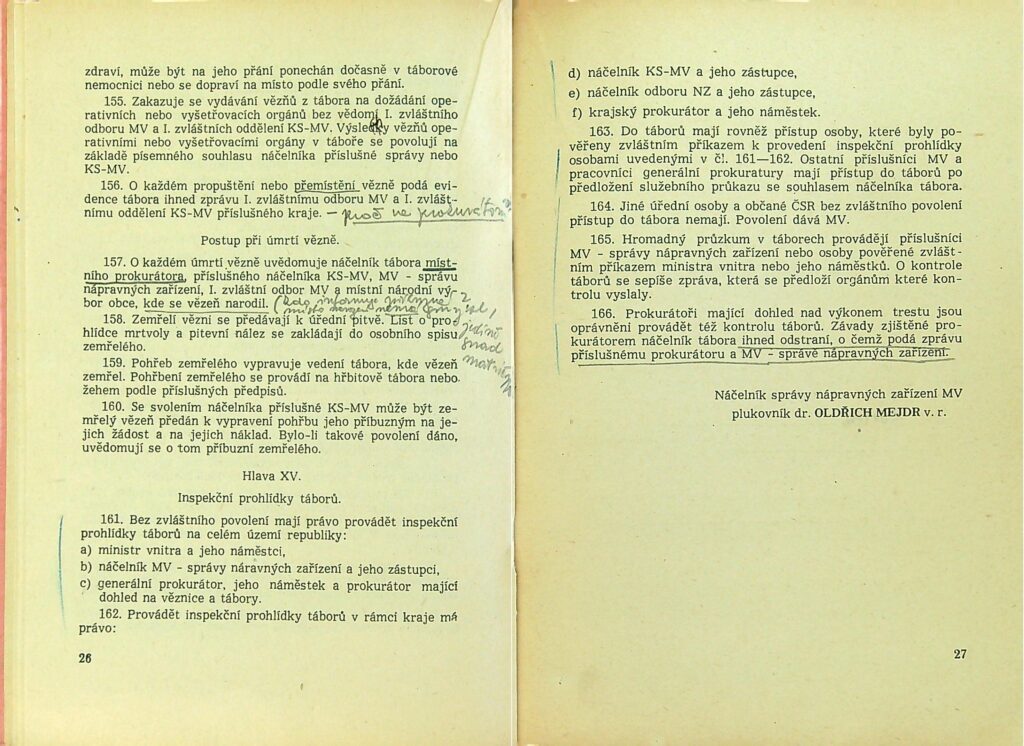 zdraví, může být na jeho přání ponechán dočasně v táborové
nemocnici nebo se dopraví na místo podle svého přání.
155. Zakazuje se vydávání vězňů z tábora na dožádání ope-
rativních nebo vyšetřovacích orgánů bez vědomí I. zvláštního
odboru MV a I. zvláštních oddělení KS-MV. Výslechy vězňů ope-
rativními nebo vyšetřovacími orgány v táboře se povolují na
základě písemného souhlasu náčelníka příslušné správy nebo
KS-MV.
156. O každém propuštění nebo přemístění vězně podá evi-
dence tábora ihned zprávu I. zvláštnímu odboru MV a I. zvlášt-
nímu oddělení KS-MV příslušného kraje. — proč ne prokurátorovi?
Postup při úmrtí vězně.
157. O každém úmrtí vězně uvědomuje náčelník tábora míst-
ního prokurátora, příslušného náčelníka KS-MV, MV - správu
nápravných zařízení, I. zvláštní odbor MV a místní národní vý-
bor obce, kde se vězeň narodil. (kdo informuje
místo
158. Zemřelí vězni se předávají k úřední pitvě. List o pro-
hlídce mrtvoly a pitevní nález se zakládají do osobního spisu
zemřelého.
jedině
snad
159. Pohřeb zemřelého vypravuje vedení tábora, kde vězeň
zemřel. Pohřbení zemřelého se provádí na hřbitově tábora nebo
žehem podle příslušných předpisů.
160. Se svolením náčelníka příslušné KS-MV může být ze-
mřelý vězeň předán k vypravení pohřbu jeho příbuzným na je-
jich žádost a na jejich náklad. Bylo-li takové povolení dáno,
uvědomují se o tom příbuzní zemřelého.
Hlava XV.
Inspekční prohlídky táborů.
161. Bez zvláštního povolení mají právo provádět inspekční
prohlídky táborů na celém území republiky:
a) ministr vnitra a jeho náměstci,
b) náčelník MV - správy náravných zařízení a jeho zástupci,
c) generální prokurátor, jeho náměstek a prokurátor mající
dohled na věznice a tábory.
162. Provádět inspekční prohlídky táborů v rámci kraje má
právo:
26
d) náčelník KS-MV a jeho zástupce,
e) náčelník odboru NZ a jeho zástupce,
f) krajský prokurátor a jeho náměstek.
163. Do táborů mají rovněž přístup osoby, které byly po-
věřeny zvláštním příkazem k provedení inspekční prohlídky
osobami uvedenými v čl. 161—162. Ostatní příslušníci MV a
pracovníci generální prokuratury mají přístup do táborů po
předložení služebního průkazu se souhlasem náčelníka tábora.
164. Jiné úřední osoby a občané ČSR bez zvláštního povolení
přístup do tábora nemají. Povolení dává MV.
165. Hromadný průzkum v táborech provádějí příslušníci
MV - správy nápravných zařízení nebo osoby pověřené zvlášt-
ním příkazem ministra vnitra nebo jeho náměstků. O kontrole
táborů se sepíše zpráva, která se předloží orgánům které kon-
trolu vyslaly.
166. Prokurátoři mající dohled nad výkonem trestu jsou
oprávnění provádět též kontrolu táborů. Závady zjištěné pro-
kurátorem náčelník tábora ihned odstraní, o čemž podá zprávu
příslušnému prokurátoru a MV - správě nápravných zařízení.
Náčelník správy nápravných zařízení MV
plukovník dr. OLDŘICH MEJDR v. r.
27